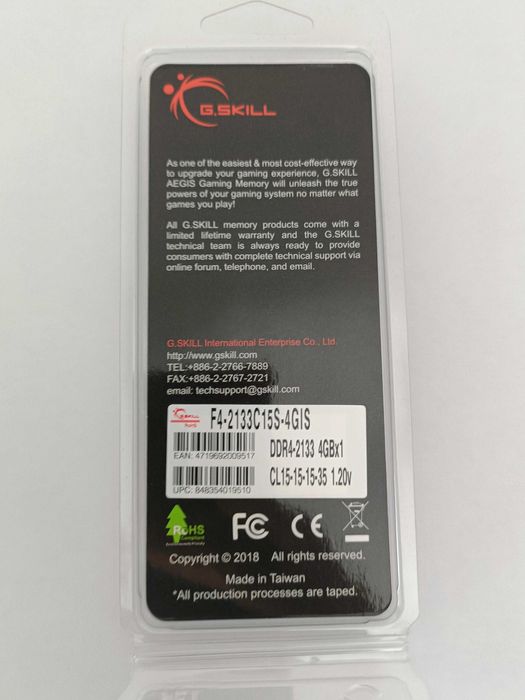 G.SKILL
As one of the easiest & most cost-effective way
to upgrade your gaming experience, G.SKILL
AEGIS Gaming Memory will unleash the true
powers of your gaming system no matter what
games you play!
All G.SKILL memory products come with a
limited lifetime warranty and the G.SKILL
technical team is always ready to provide
consumers with complete technical support via
online forum, telephone, and email.
G.SKILL International Enterprise Co., Ltd.
http://www.gskill.com
TEL:+886-2-2766-7889
FAX:+886-2-2767-2721
email: techsupport@gskill.com
G.SKILL
RoHS
F4-2133C15S-4GIS
EAN: 4719692009517
DDR4-2133 4GBx1
CL15-15-15-35 1.20v
UPC: 848354019510
RoHS
Compliant
FC CE
Copyright © 2018 All rights reserved.
Made in Taiwan
*All production processes are taped.